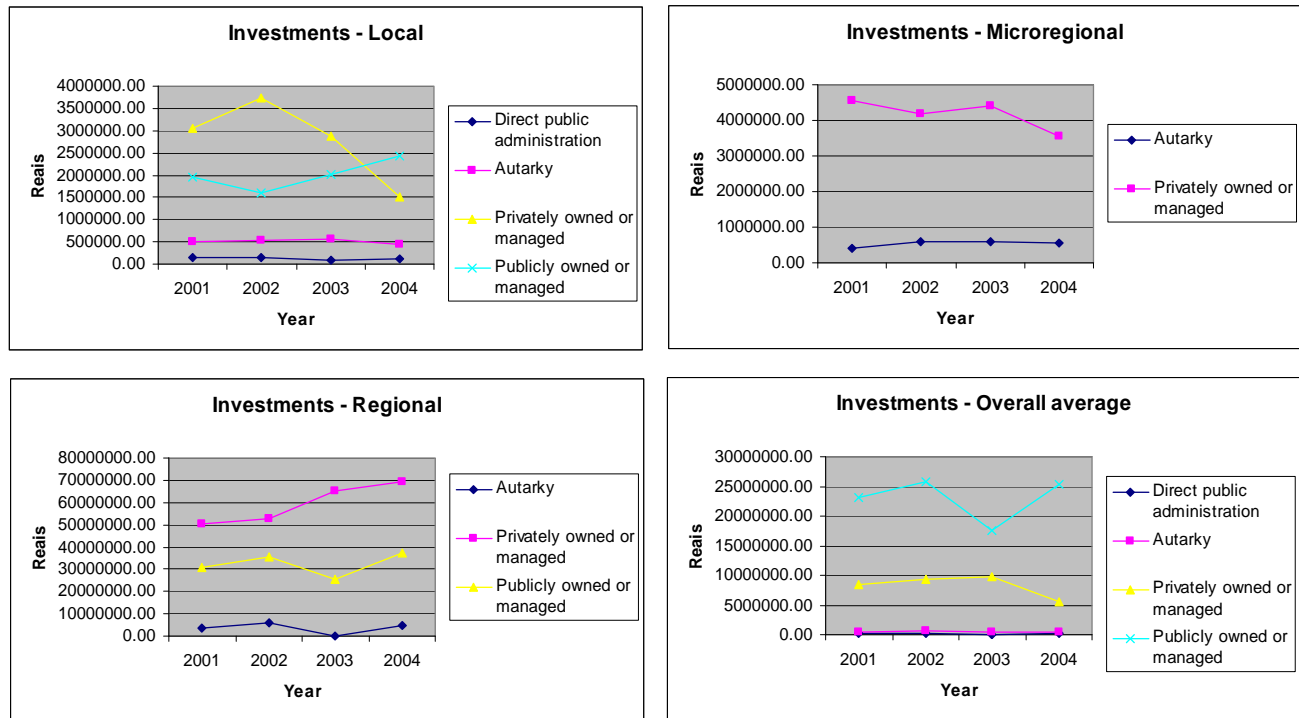 Investments - Local
4000000.00
3500000.00
3000000.00
2500000.00
2000000.00
1500000.00
1000000.00
500000.00
0.00
Reais
2001 2002 2003 2004
Year
Direct public
administration
Autarky
Privately owned or
managed
Publicly owned or
managed
Investments - Microregional
5000000.00
4000000.00
3000000.00
2000000.00
1000000.00
0.00
Reais
2001 2002 2003 2004
Year
Autarky
Privately owned or
managed
Investments - Regional
80000000.00
70000000.00
60000000.00
50000000.00
40000000.00
30000000.00
20000000.00
10000000.00
0.00
Reais
2001 2002 2003 2004
Year
Autarky
Privately owned or
managed
Publicly owned or
managed
Investments - Overall average
30000000.00
25000000.00
20000000.00
15000000.00
10000000.00
5000000.00
0.00
Reais
2001 2002 2003 2004
Year
Direct public
administration
Autarky
Privately owned or
managed
Publicly owned or
managed